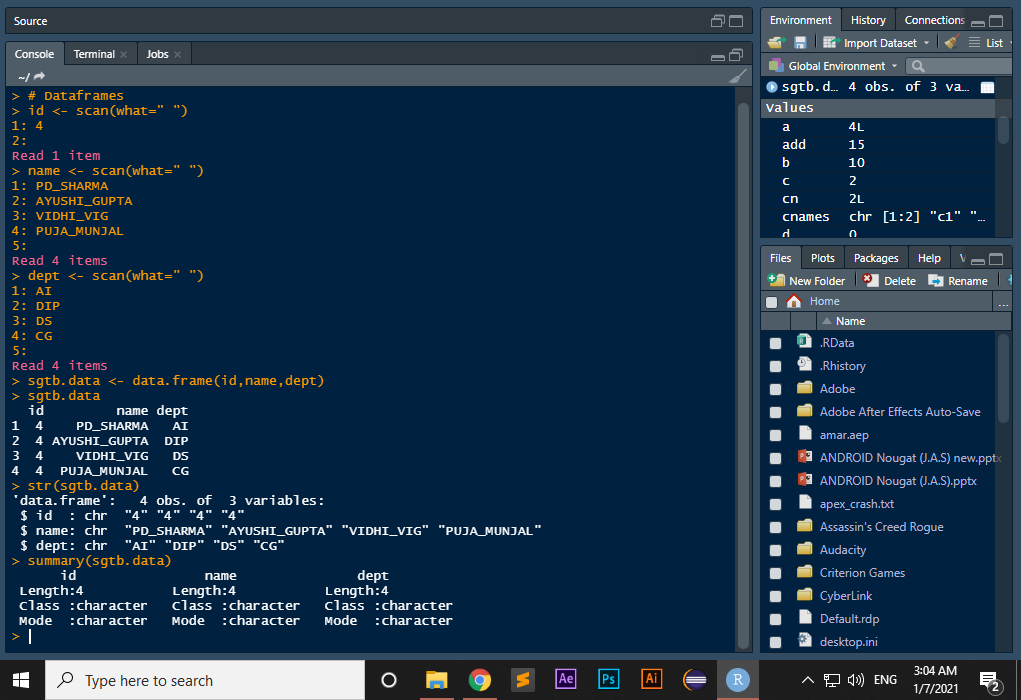 Source
Console Terminal Jobs
~/
> # Dataframes
> id <- scan(what=" ")
1: 4
2:
Read 1 item
> name <- scan(what=" ")
1: PD_SHARMA
2: AYUSHI_GUPTA
3: VIDHI_VIG
4: PUJA_MUNJAL
5:
Read 4 items
> dept <- scan(what=" ")
1: AI
2: DIP
3: DS
4: CG
5:
Read 4 items
> sgtb.data <- data.frame(id,name,dept)
> sgtb.data
  id         name dept
1  4    PD_SHARMA   AI
2  4 AYUSHI_GUPTA  DIP
3  4    VIDHI_VIG   DS
4  4  PUJA_MUNJAL   CG
> str(sgtb.data)
'data.frame':	4 obs. of  3 variables:
 $ id  : chr  "4" "4" "4" "4"
 $ name: chr  "PD_SHARMA" "AYUSHI_GUPTA" "VIDHI_VIG" "PUJA_MUNJAL"
 $ dept: chr  "AI" "DIP" "DS" "CG"
> summary(sgtb.data)
      id                name               dept
 Length:4           Length:4           Length:4
 Class :character   Class :character   Class :character
 Mode  :character   Mode  :character   Mode  :character
>
Environment History Connections
Import Dataset List
Global Environment
sgtb.d… 4 obs. of 3 va…
Values
a 4L
add 15
b 10
c 2
cn 2L
cnames chr [1:2] "c1" "…
d 0
Files Plots Packages Help V
New Folder Delete Rename
Home ...
Name
.RData
.Rhistory
Adobe
Adobe After Effects Auto-Save
amar.aep
ANDROID Nougat (J.A.S) new.pptx
ANDROID Nougat (J.A.S).pptx
apex_crash.txt
Assassin's Creed Rogue
Audacity
Criterion Games
CyberLink
Default.rdp
desktop.ini
Type here to search
Ae Ps Ai R
ENG
3:04 AM
1/7/2021
2